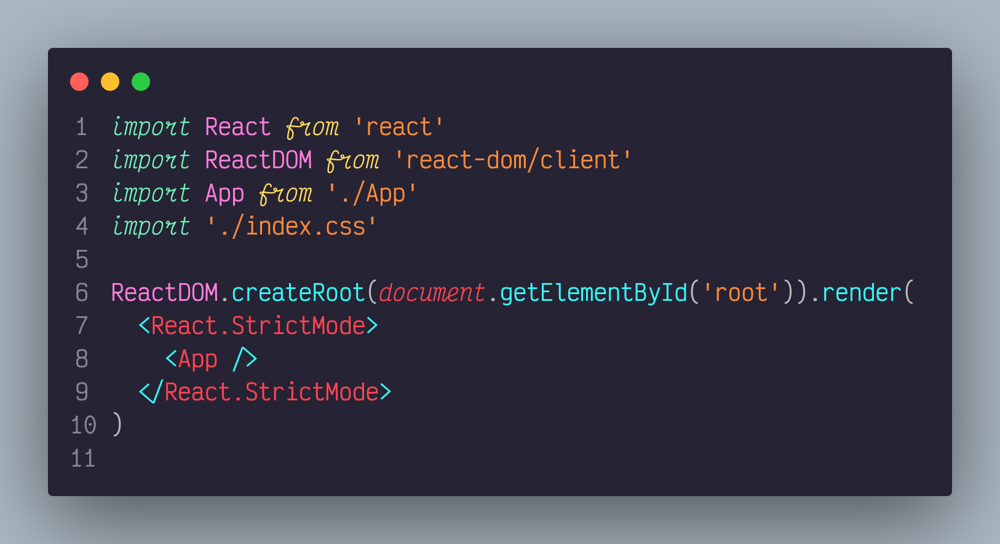 1 import React from 'react'
2 import ReactDOM from 'react-dom/client'
3 import App from './App'
4 import './index.css'
5
6 ReactDOM.createRoot(document.getElementById('root')).render(
7   <React.StrictMode>
8     <App />
9   </React.StrictMode>
10 )
11